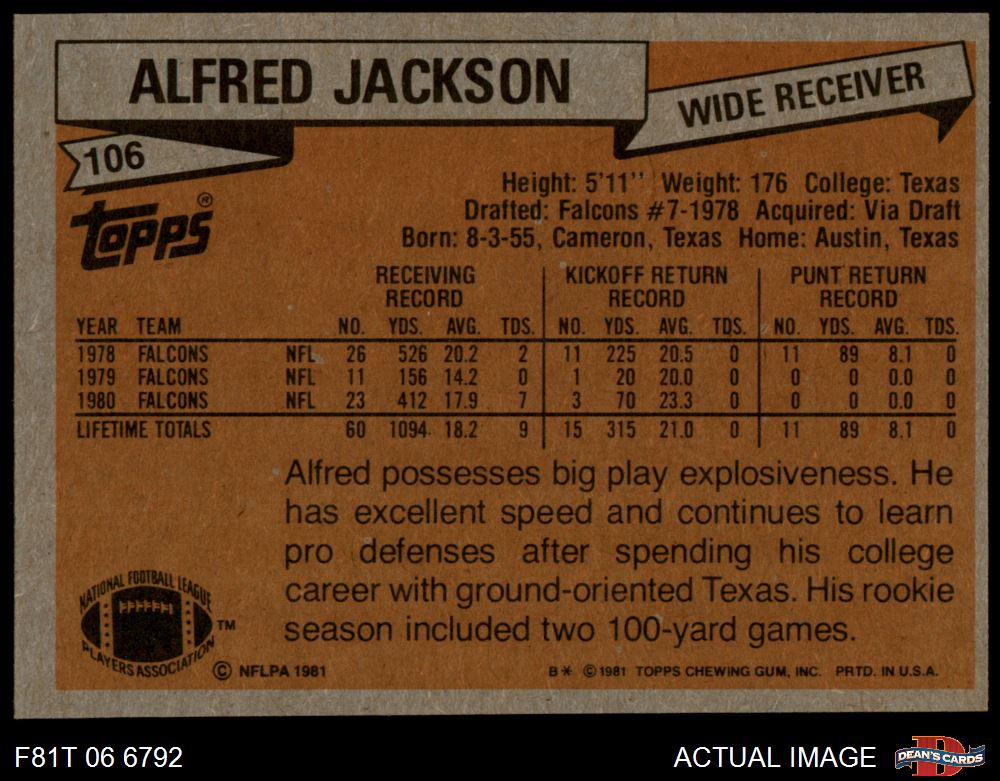 ALFRED JACKSON
WIDE RECEIVER
106
Topps®
Height: 5'11'' Weight: 176 College: Texas
Drafted: Falcons #7-1978 Acquired: Via Draft
Born: 8-3-55, Cameron, Texas Home: Austin, Texas
RECEIVING RECORD KICKOFF RETURN RECORD PUNT RETURN RECORD
YEAR TEAM NO. YDS. AVG. TDS. NO. YDS. AVG. TDS. NO. YDS. AVG. TDS.
1978 FALCONS NFL 26 526 20.2 2 11 225 20.5 0 11 89 8.1 0
1979 FALCONS NFL 11 156 14.2 0 1 20 20.0 0 0 0 0.0 0
1980 FALCONS NFL 23 412 17.9 7 3 70 23.3 0 0 0 0.0 0
LIFETIME TOTALS 60 1094 18.2 9 15 315 21.0 0 11 89 8.1 0
Alfred possesses big play explosiveness. He
has excellent speed and continues to learn
pro defenses after spending his college
career with ground-oriented Texas. His rookie
season included two 100-yard games.
NATIONAL FOOTBALL LEAGUE
PLAYERS ASSOCIATION
TM
© NFLPA 1981
B* © 1981 TOPPS CHEWING GUM, INC. PRTD. IN U.S.A.
F81T 06 6792
ACTUAL IMAGE
D
DEAN'S CARDS